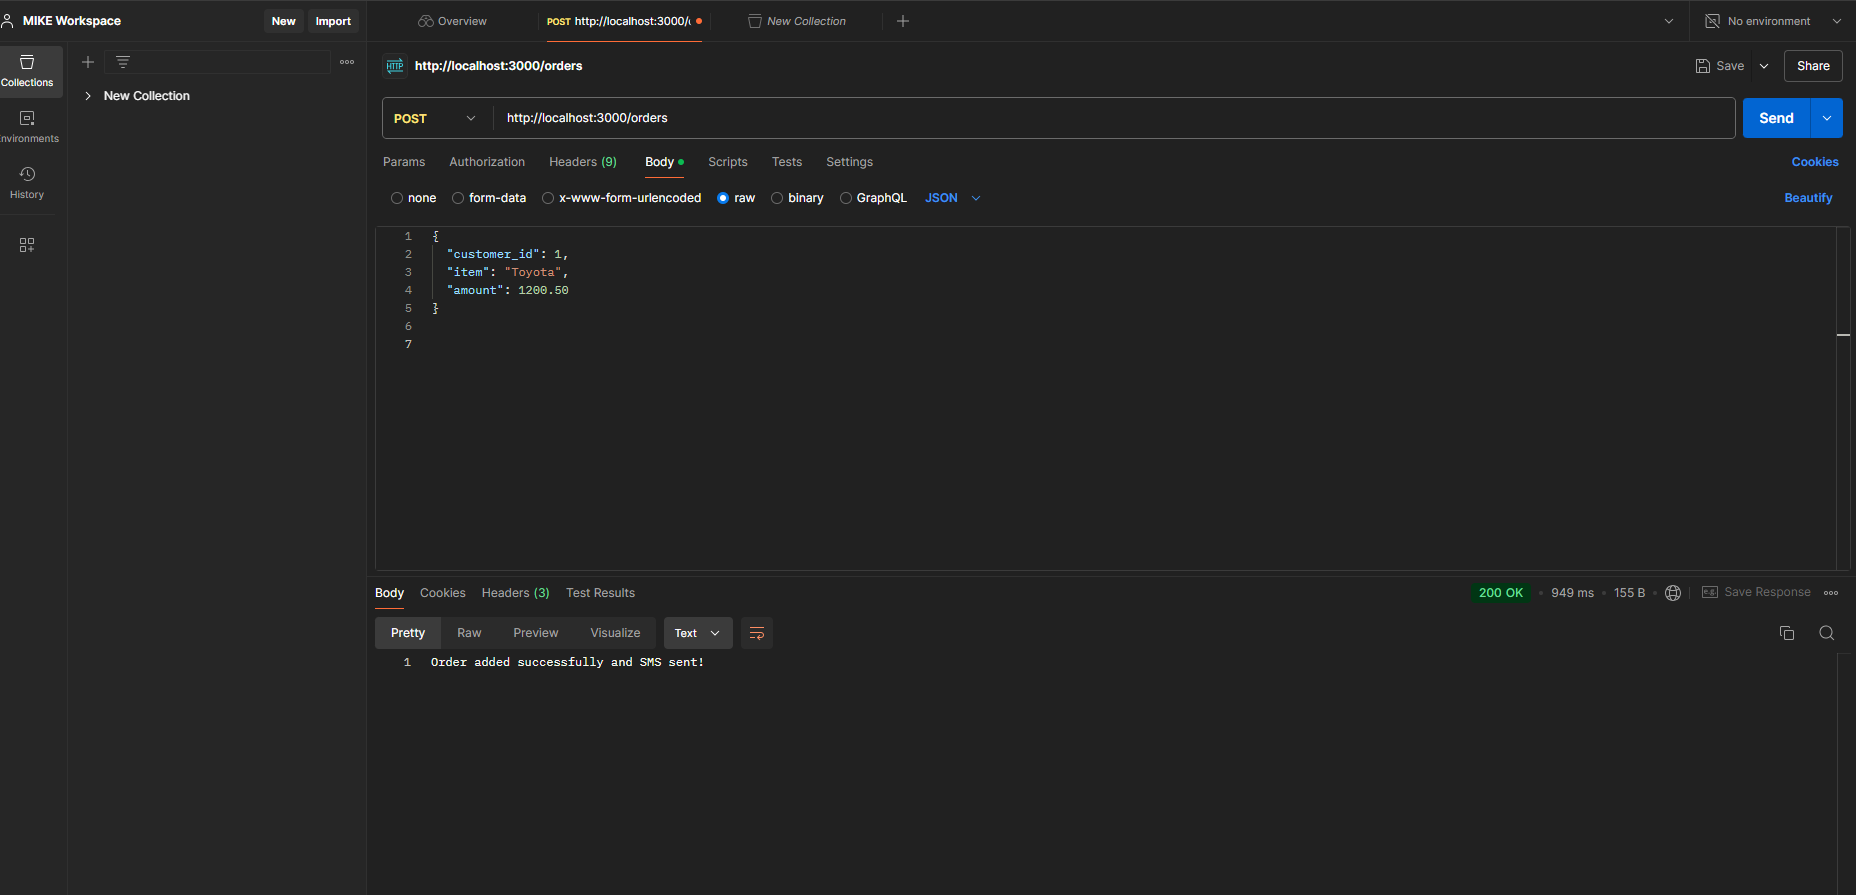 MIKE Workspace
New
Import
Overview
POST http://localhost:3000/
New Collection
No environment
Collections
Environments
History
New Collection
HTTP
http://localhost:3000/orders
Save
Share
POST
http://localhost:3000/orders
Send
Params
Authorization
Headers (9)
Body
Scripts
Tests
Settings
Cookies
none
form-data
x-www-form-urlencoded
raw
binary
GraphQL
JSON
Beautify
1 {
2 "customer_id": 1,
3 "item": "Toyota",
4 "amount": 1200.50
5 }
6
7
Body
Cookies
Headers (3)
Test Results
200 OK
949 ms
155 B
Save Response
Pretty
Raw
Preview
Visualize
Text
1 Order added successfully and SMS sent!